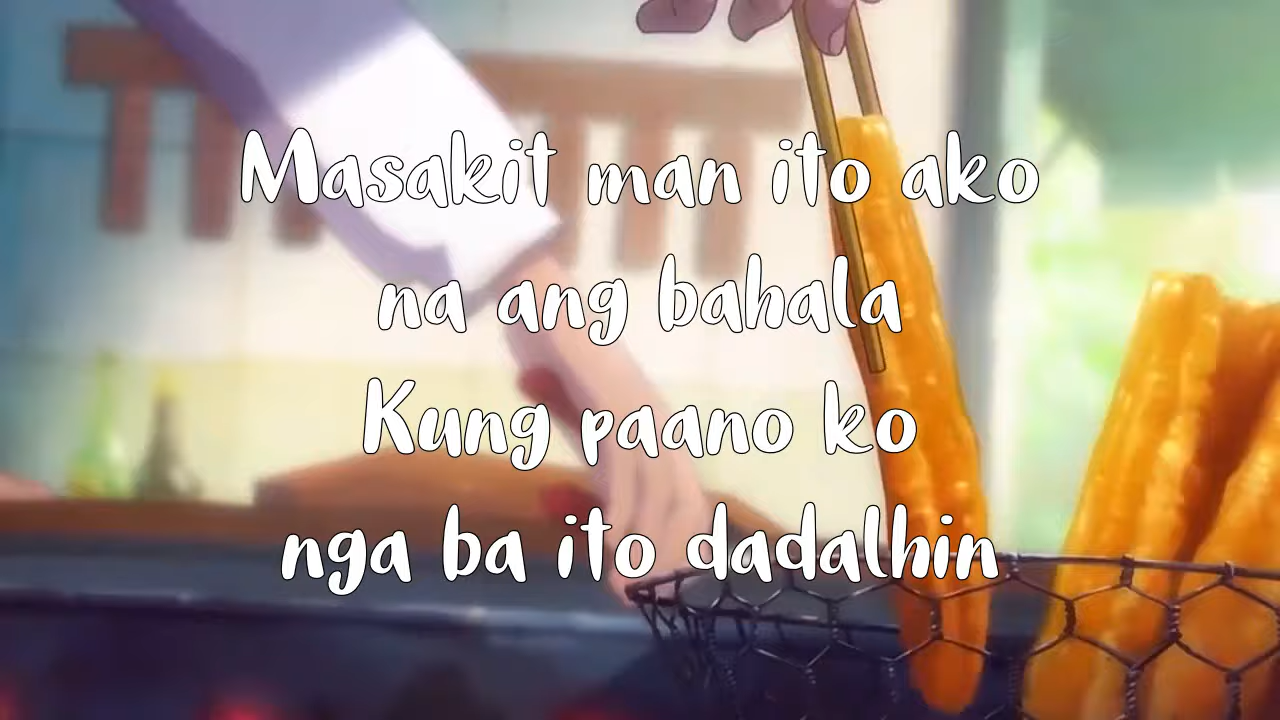 Masakit man ito ako
na ang bahala
Kung paano ko
nga ba ito dadalhin